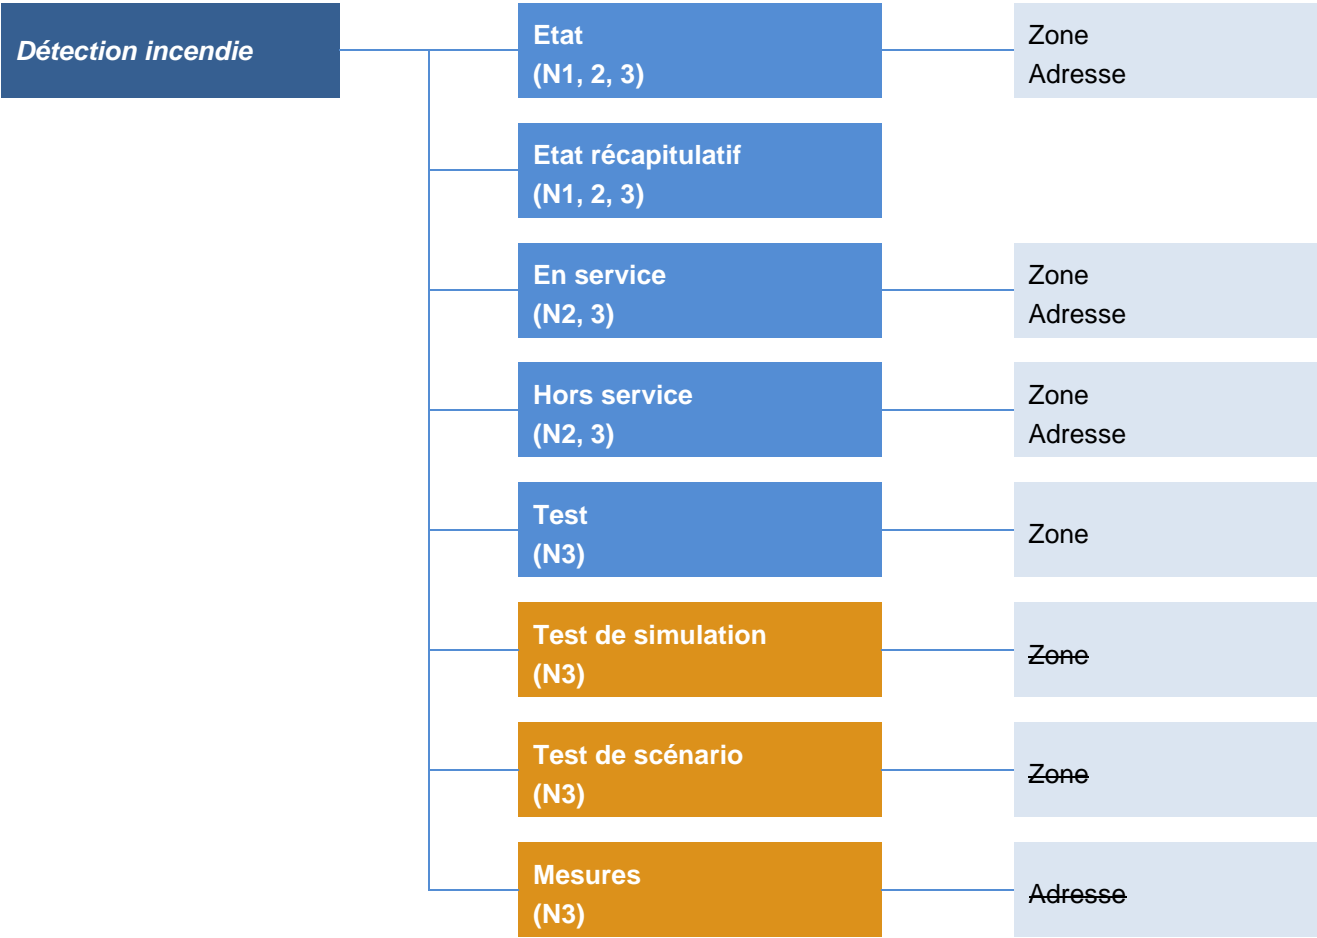 Détection incendie
Etat
(N1, 2, 3)
Zone
Adresse
Etat récapitulatif
(N1, 2, 3)
En service
(N2, 3)
Zone
Adresse
Hors service
(N2, 3)
Zone
Adresse
Test
(N3)
Zone
Test de simulation
(N3)
Zone
Test de scénario
(N3)
Zone
Mesures
(N3)
Adresse